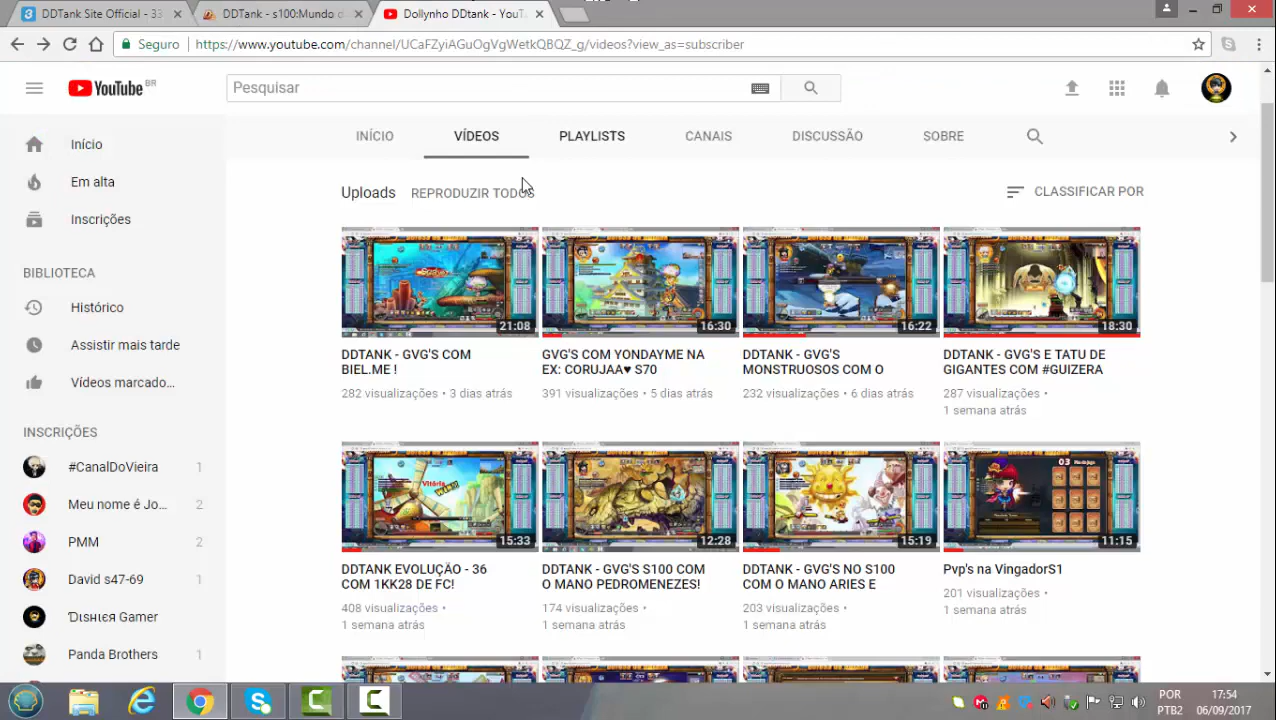 DDTank Site Official - 33
DDTank - s100:Mundo d
Dollynho DDtank - YouT
Seguro
https://www.youtube.com/channel/UCaFZyiAGuOgVgWetkQBQZ_g/videos?view_as=subscriber
YouTube BR
Pesquisar
INÍCIO
VÍDEOS
PLAYLISTS
CANAIS
DISCUSSÃO
SOBRE
Início
Em alta
Inscrições
BIBLIOTECA
Histórico
Assistir mais tarde
Vídeos marcado...
INSCRIÇÕES
#CanalDoVieira 1
Meu nome é Jo... 2
PMM 2
David s47-69 1
Ɗιѕнιєя Gamer
Panda Brothers 1
Uploads REPRODUZIR TODOS
CLASSIFICAR POR
21:08
DDTANK - GVG'S COM
BIEL.ME !
282 visualizações • 3 dias atrás
16:30
GVG'S COM YONDAYME NA
EX: CORUJAA♥ S70
391 visualizações • 5 dias atrás
16:22
DDTANK - GVG'S
MONSTRUOSOS COM O
232 visualizações • 6 dias atrás
18:30
DDTANK - GVG'S E TATU DE
GIGANTES COM #GUIZERA
287 visualizações •
1 semana atrás
Vitória
15:33
DDTANK EVOLUÇÃO - 36
COM 1KK28 DE FC!
408 visualizações •
1 semana atrás
12:28
DDTANK - GVG'S S100 COM
O MANO PEDROMENEZES!
174 visualizações •
1 semana atrás
15:19
DDTANK - GVG'S NO S100
COM O MANO ARIES E
203 visualizações •
1 semana atrás
03
11:15
Pvp's na VingadorS1
201 visualizações •
1 semana atrás
POR
PTB2
17:54
06/09/2017